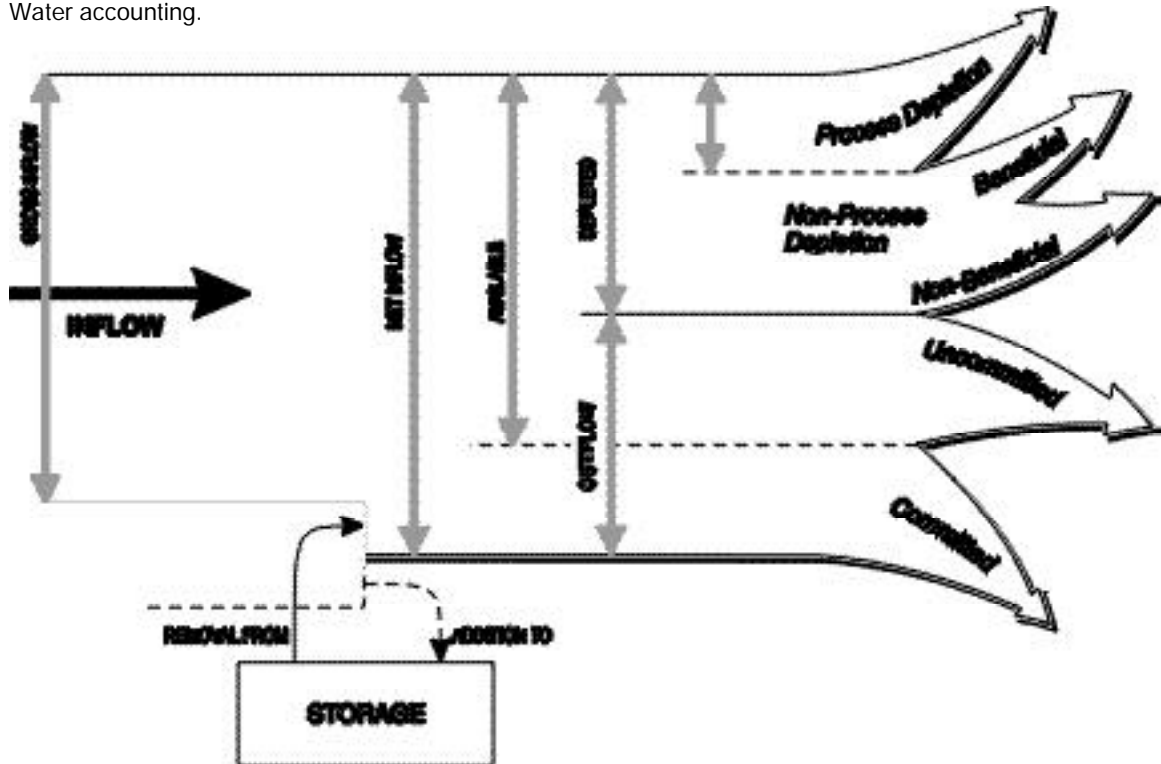 Water accounting.
Process Depletion
Beneficial
GROSS INFLOW
NET INFLOW
AVAILABLE
DEPLETED
Non-Process
Depletion
Non-Beneficial
INFLOW
Uncommitted
OUTFLOW
Committed
REMOVAL FROM
ADDITION TO
STORAGE